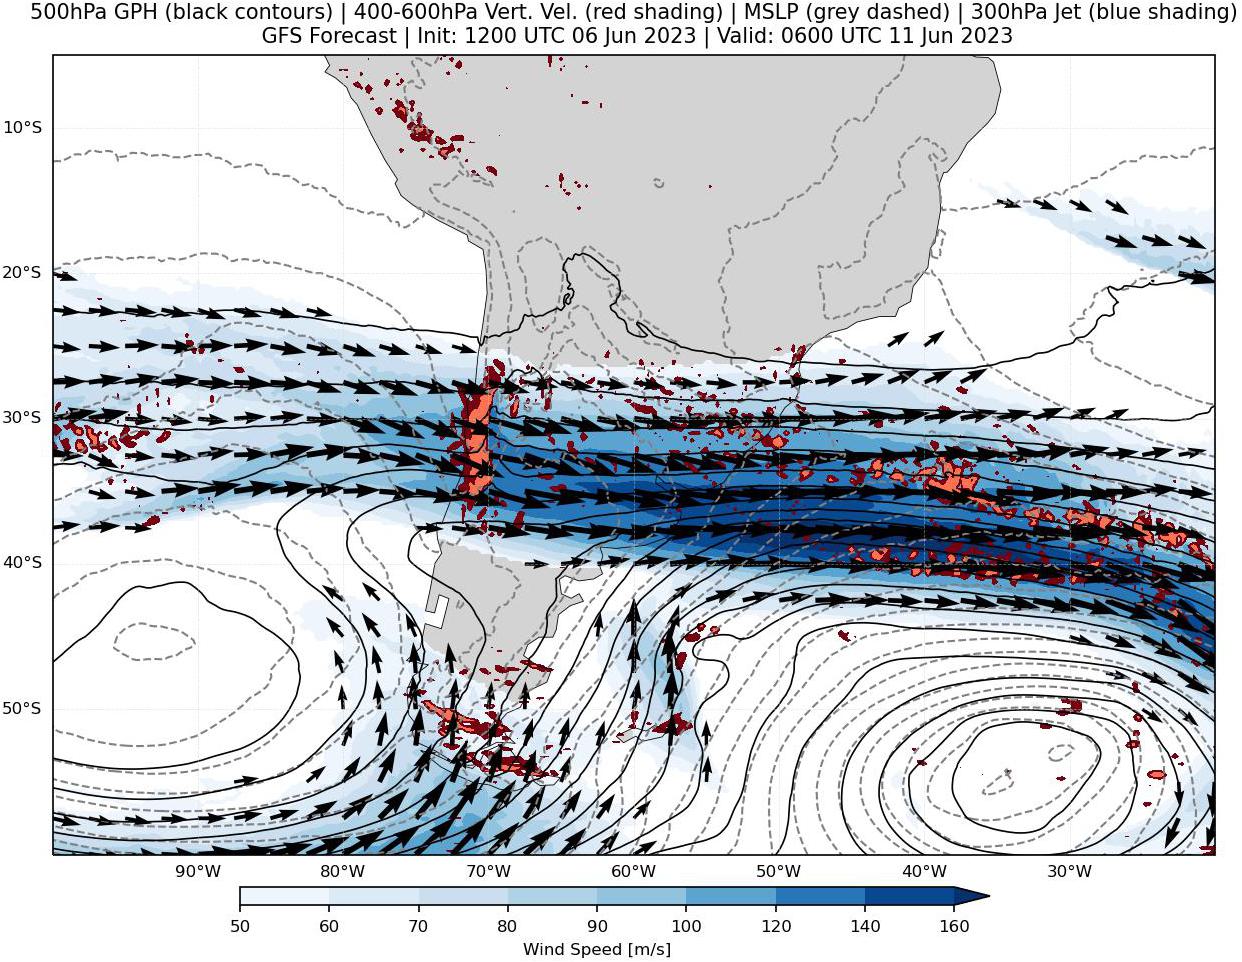 500hPa GPH (black contours) | 400-600hPa Vert. Vel. (red shading) | MSLP (grey dashed) | 300hPa Jet (blue shading)
GFS Forecast | Init: 1200 UTC 06 Jun 2023 | Valid: 0600 UTC 11 Jun 2023
10°S
20°S
30°S
40°S
50°S
90°W 80°W 70°W 60°W 50°W 40°W 30°W
50 60 70 80 90 100 120 140 160
Wind Speed [m/s]